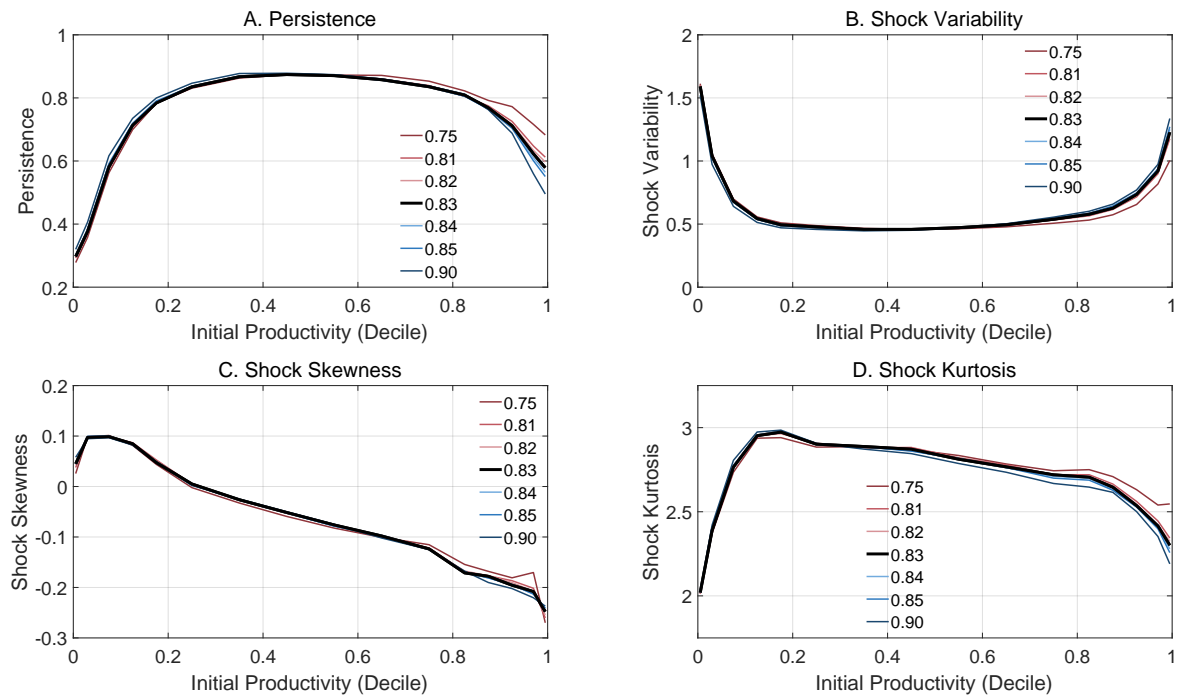 A. Persistence
1
0.8
0.6
0.4
0.2
Persistence
0.75
0.81
0.82
0.83
0.84
0.85
0.90
0 0.2 0.4 0.6 0.8 1
Initial Productivity (Decile)
B. Shock Variability
2
1.5
1
0.5
0
Shock Variability
0.75
0.81
0.82
0.83
0.84
0.85
0.90
0 0.2 0.4 0.6 0.8 1
Initial Productivity (Decile)
C. Shock Skewness
0.2
0.1
0
-0.1
-0.2
-0.3
Shock Skewness
0.75
0.81
0.82
0.83
0.84
0.85
0.90
0 0.2 0.4 0.6 0.8 1
Initial Productivity (Decile)
D. Shock Kurtosis
3
2.5
2
Shock Kurtosis
0.75
0.81
0.82
0.83
0.84
0.85
0.90
0 0.2 0.4 0.6 0.8 1
Initial Productivity (Decile)